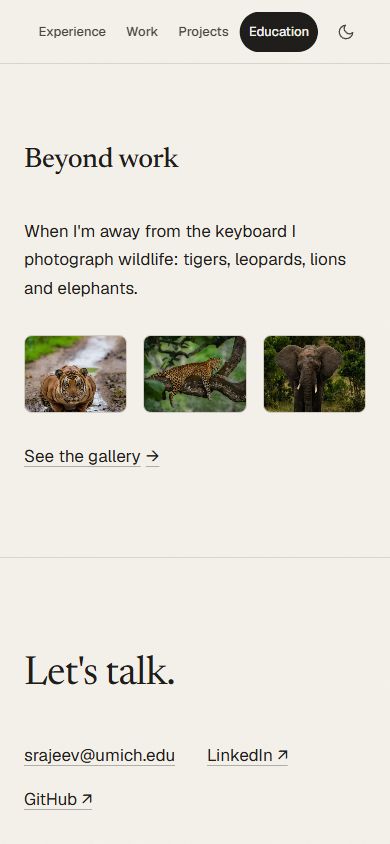 Experience Work Projects Education
Beyond work
When I'm away from the keyboard I
photograph wildlife: tigers, leopards, lions
and elephants.
See the gallery →
Let's talk.
srajeev@umich.edu LinkedIn ↗
GitHub ↗